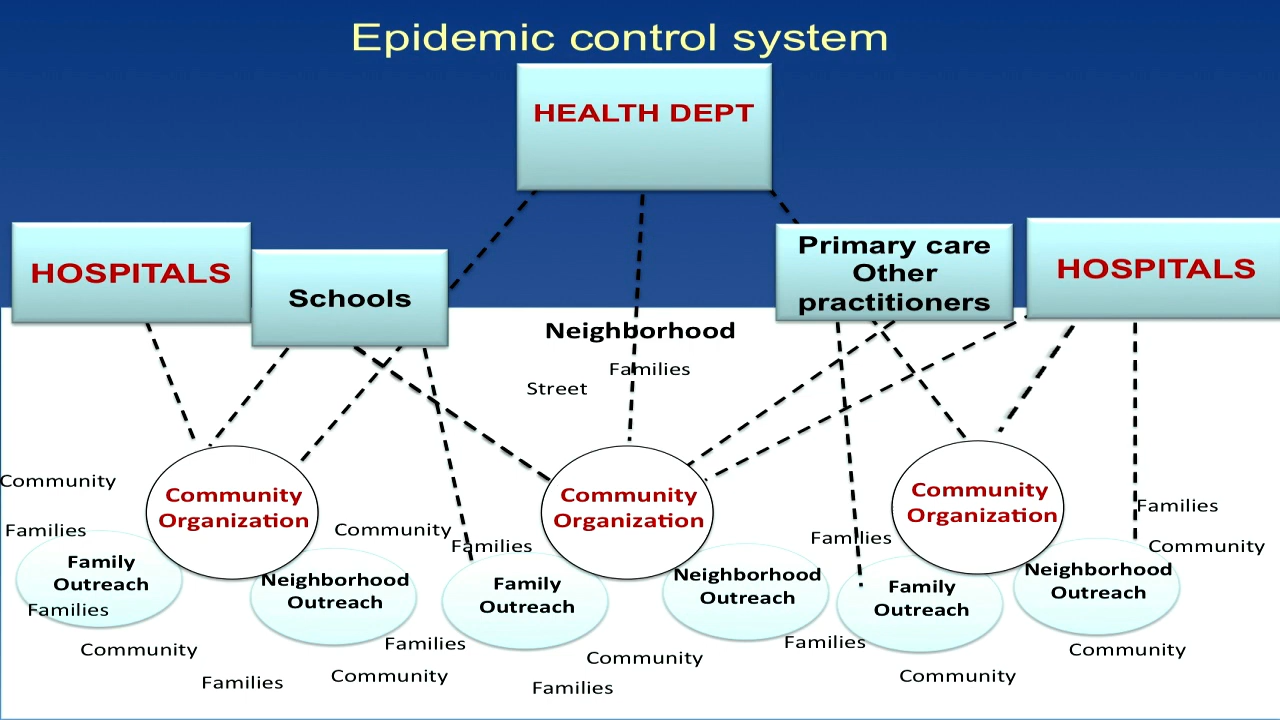 Epidemic control system
HEALTH DEPT
HOSPITALS
Schools
Primary care
Other
practitioners
HOSPITALS
Neighborhood
Families
Street
Community
Families
Community
Organization
Community
Families
Community
Organization
Families
Community
Organization
Families
Community
Family
Outreach
Families
Neighborhood
Outreach
Family
Outreach
Neighborhood
Outreach
Family
Outreach
Neighborhood
Outreach
Community
Families
Families
Community
Community
Families
Families
Community
Community